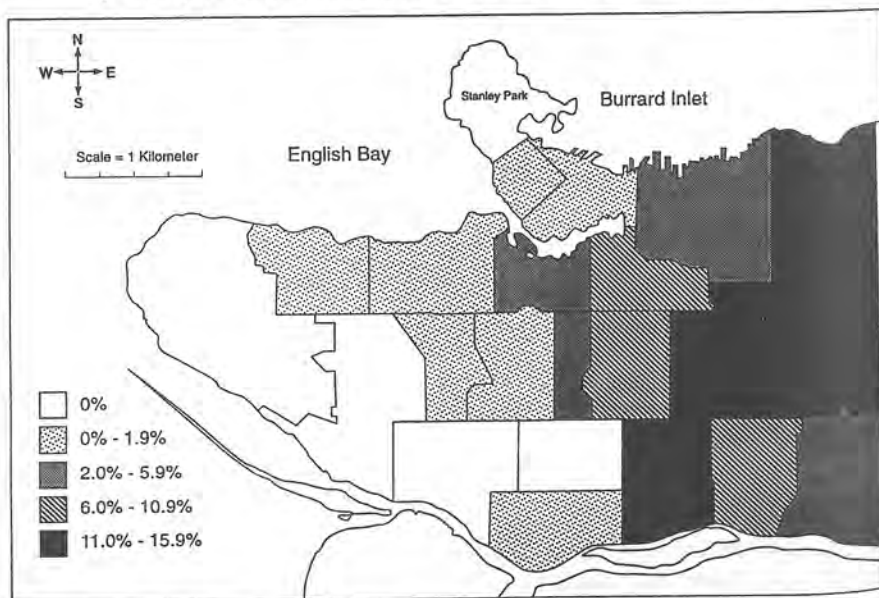 N
W E
S
Stanley Park
Burrard Inlet
Scale = 1 Kilometer
English Bay
0%
0% - 1.9%
2.0% - 5.9%
6.0% - 10.9%
11.0% - 15.9%